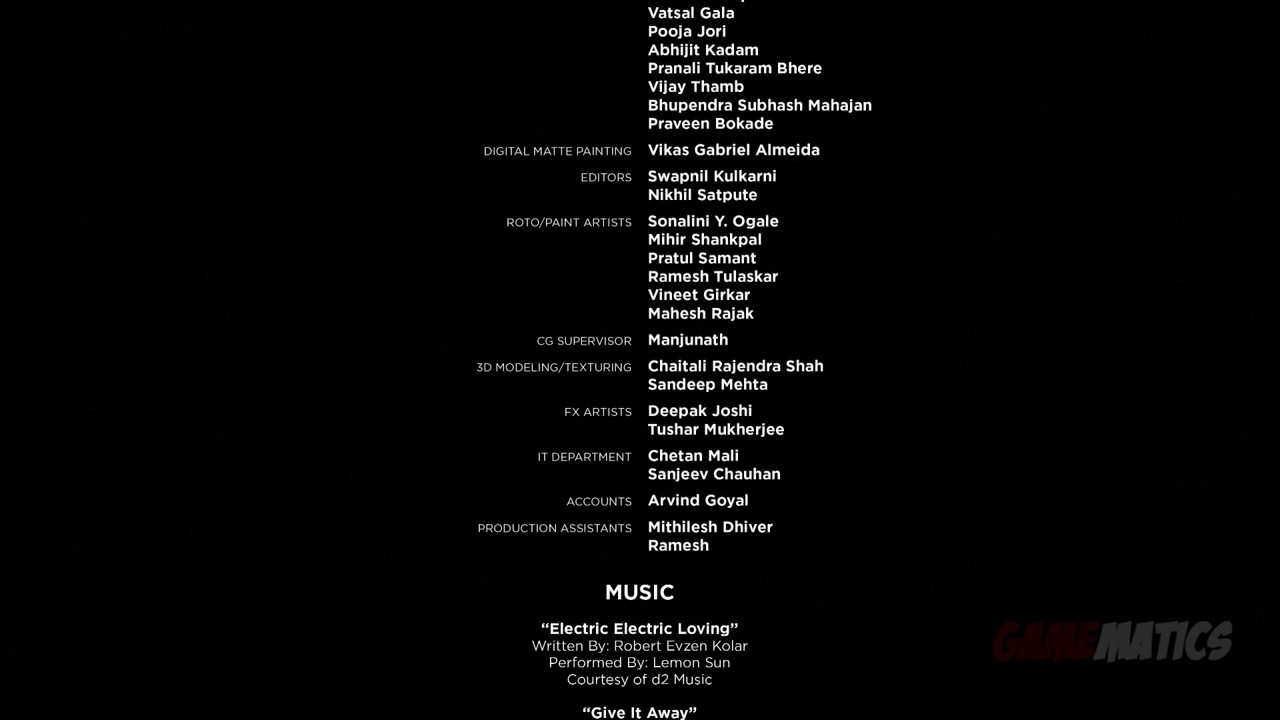 Vatsal Gala
Pooja Jori
Abhijit Kadam
Pranali Tukaram Bhere
Vijay Thamb
Bhupendra Subhash Mahajan
Praveen Bokade
DIGITAL MATTE PAINTING Vikas Gabriel Almeida
EDITORS Swapnil Kulkarni
Nikhil Satpute
ROTO/PAINT ARTISTS Sonalini Y. Ogale
Mihir Shankpal
Pratul Samant
Ramesh Tulaskar
Vineet Girkar
Mahesh Rajak
CG SUPERVISOR Manjunath
3D MODELING/TEXTURING Chaitali Rajendra Shah
Sandeep Mehta
FX ARTISTS Deepak Joshi
Tushar Mukherjee
IT DEPARTMENT Chetan Mali
Sanjeev Chauhan
ACCOUNTS Arvind Goyal
PRODUCTION ASSISTANTS Mithilesh Dhiver
Ramesh
MUSIC
“Electric Electric Loving”
Written By: Robert Evzen Kolar
Performed By: Lemon Sun
Courtesy of d2 Music
“Give It Away”
GAMEMATICS